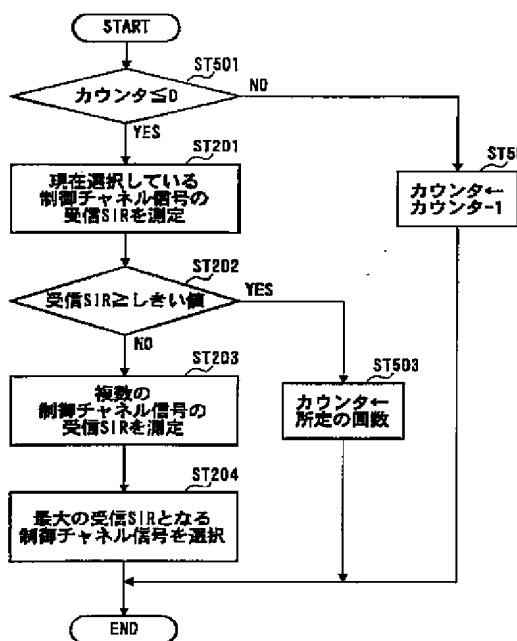 START
ST501
カウンタ≦0
NO
YES
ST201
現在選択している
制御チャネル信号の
受信SIRを測定
カウンタ←
カウンタ-1
ST202
受信SIR≧しきい値
YES
NO
ST203
複数の
制御チャネル信号の
受信SIRを測定
ST503
カウンタ←
所定の回数
ST204
最大の受信SIRとなる
制御チャネル信号を選択
END